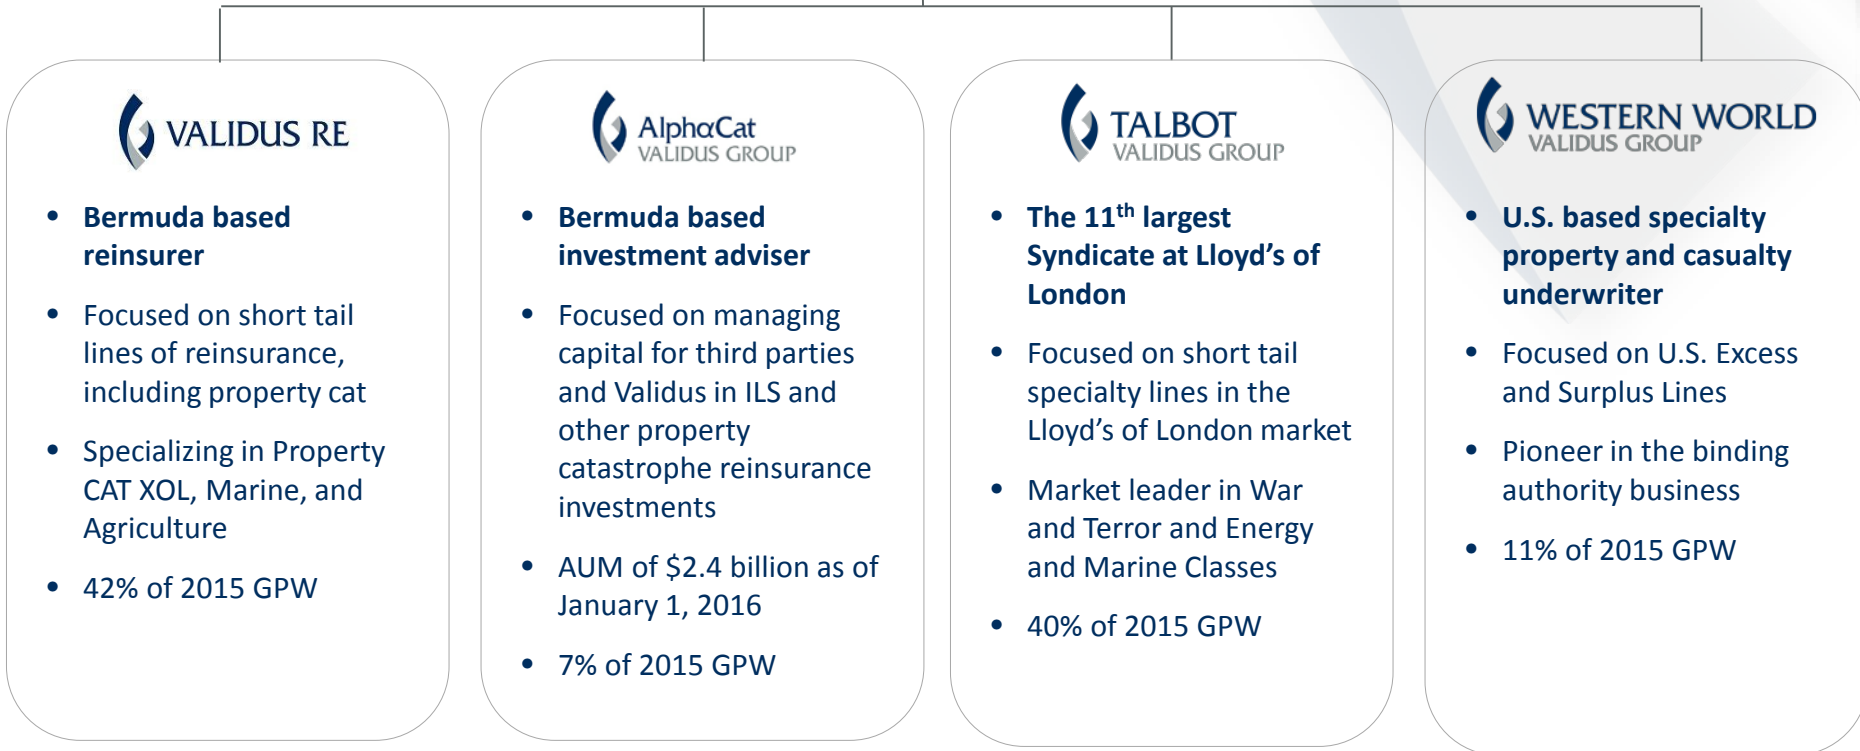 VALIDUS RE
• Bermuda based
reinsurer
• Focused on short tail
lines of reinsurance,
including property cat
• Specializing in Property
CAT XOL, Marine, and
Agriculture
• 42% of 2015 GPW
AlphαCat
VALIDUS GROUP
• Bermuda based
investment adviser
• Focused on managing
capital for third parties
and Validus in ILS and
other property
catastrophe reinsurance
investments
• AUM of $2.4 billion as of
January 1, 2016
• 7% of 2015 GPW
TALBOT
VALIDUS GROUP
• The 11th largest
Syndicate at Lloyd’s of
London
• Focused on short tail
specialty lines in the
Lloyd’s of London market
• Market leader in War
and Terror and Energy
and Marine Classes
• 40% of 2015 GPW
WESTERN WORLD
VALIDUS GROUP
• U.S. based specialty
property and casualty
underwriter
• Focused on U.S. Excess
and Surplus Lines
• Pioneer in the binding
authority business
• 11% of 2015 GPW